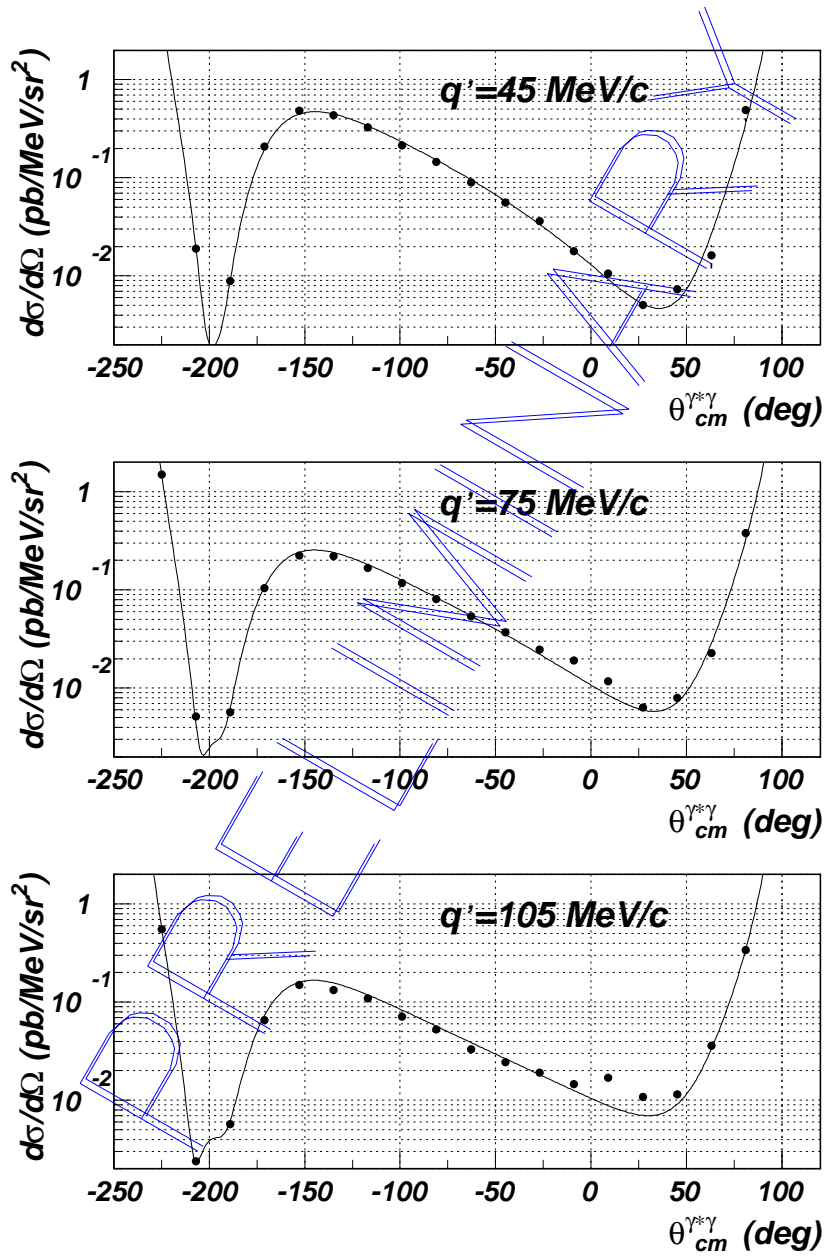 dσ/dΩ (pb/MeV/sr²)
q'=45 MeV/c
1
10⁻¹
10⁻²
-250 -200 -150 -100 -50 0 50 100
θ^γ*γ_cm (deg)
dσ/dΩ (pb/MeV/sr²)
q'=75 MeV/c
1
10⁻¹
10⁻²
-250 -200 -150 -100 -50 0 50 100
θ^γ*γ_cm (deg)
dσ/dΩ (pb/MeV/sr²)
q'=105 MeV/c
1
10⁻¹
10⁻²
-250 -200 -150 -100 -50 0 50 100
θ^γ*γ_cm (deg)
PRELIMINARY